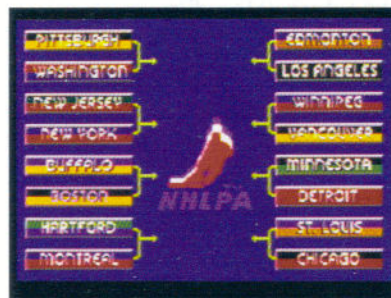 PITTSBURGH
WASHINGTON
NEW JERSEY
NEW YORK
BUFFALO
BOSTON
HARTFORD
MONTREAL
EDMONTON
LOS ANGELES
WINNIPEG
VANCOUVER
MINNESOTA
DETROIT
ST. LOUIS
CHICAGO
NHLPA